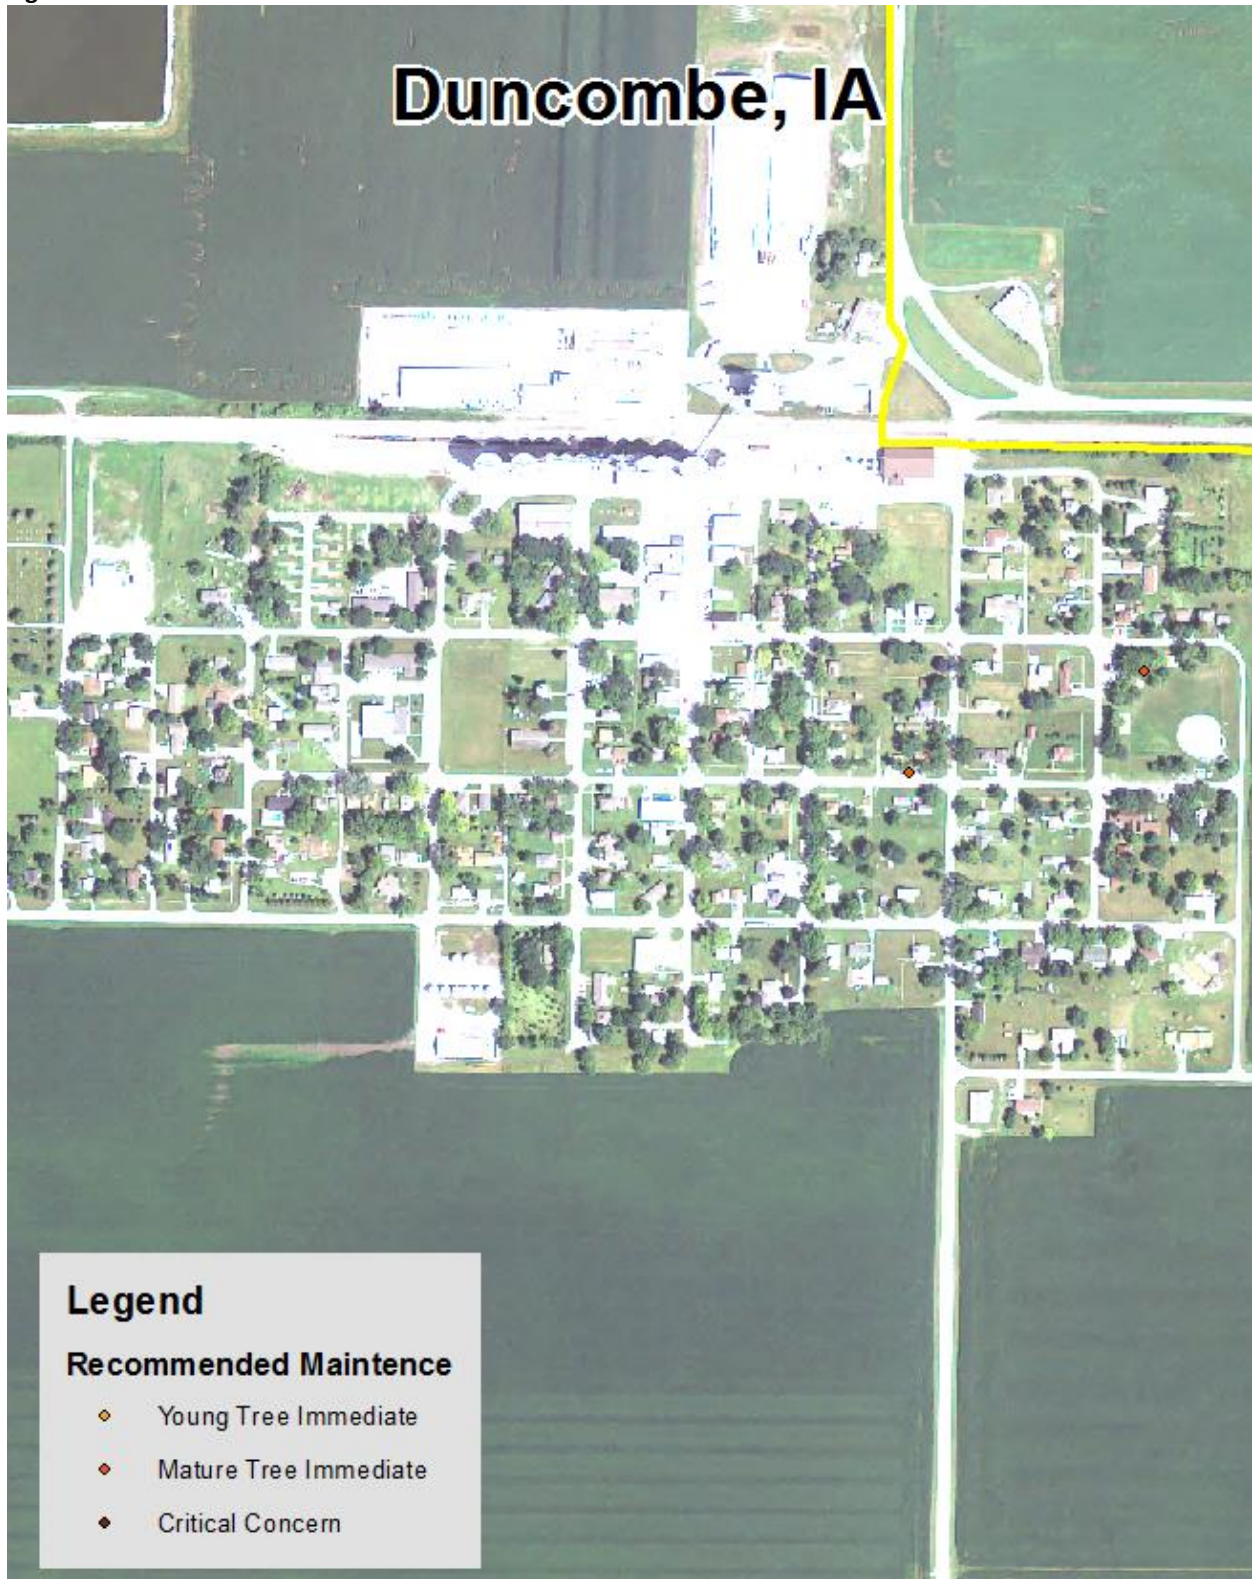 Duncombe, IA
Legend
Recommended Maintence
Young Tree Immediate
Mature Tree Immediate
Critical Concern